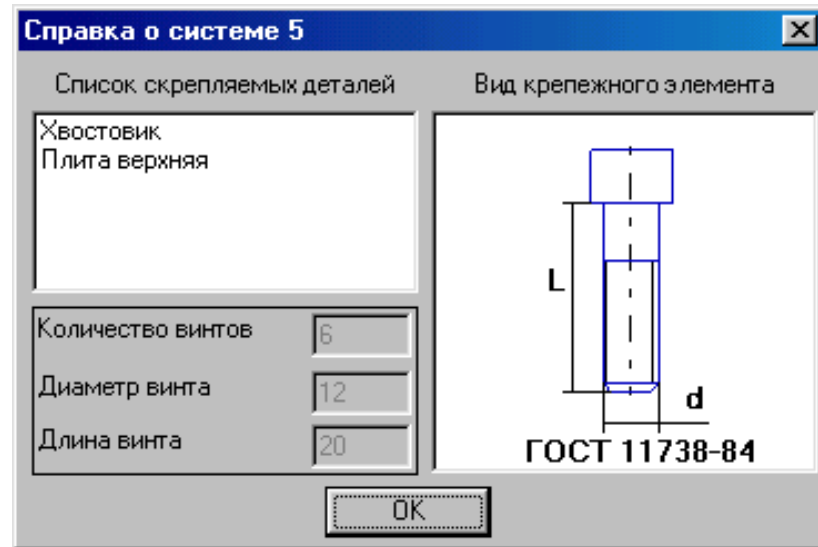 Справка о системе 5
Список скрепляемых деталей
Хвостовик
Плита верхняя
Количество винтов 6
Диаметр винта 12
Длина винта 20
Вид крепежного элемента
L
d
ГОСТ 11738-84
OK